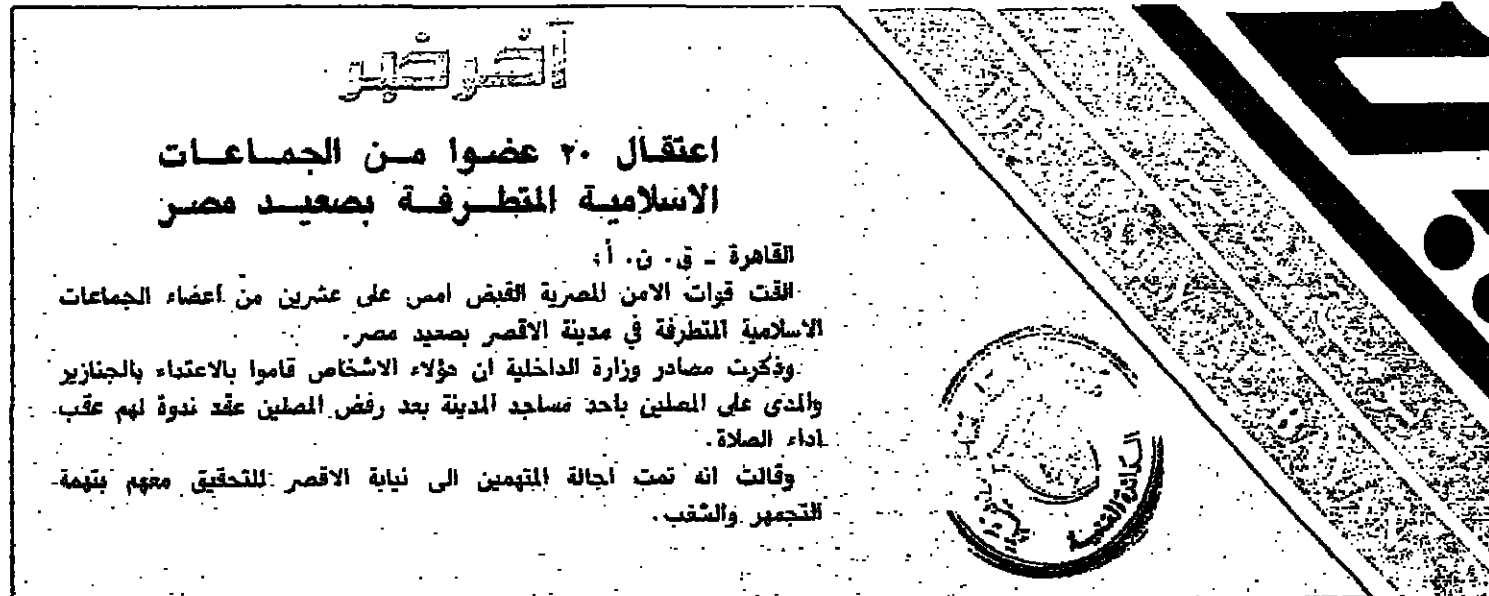 آخر خبر
اعتقال ٢٠ عضوا من الجماعات
الاسلامية المتطرفة بصعيد مصر
القاهرة ـ ق. ن. أ:
القت قوات الامن المصرية القبض امس على عشرين من اعضاء الجماعات
الاسلامية المتطرفة في مدينة الاقصر بصعيد مصر.
وذكرت مصادر وزارة الداخلية ان هؤلاء الاشخاص قاموا بالاعتداء بالجنازير
والمدى على المصلين باحد مساجد المدينة بعد رفض المصلين عقد ندوة لهم عقب
اداء الصلاة.
وقالت انه تمت احالة المتهمين الى نيابة الاقصر للتحقيق معهم بتهمة
التجمهر والشغب.